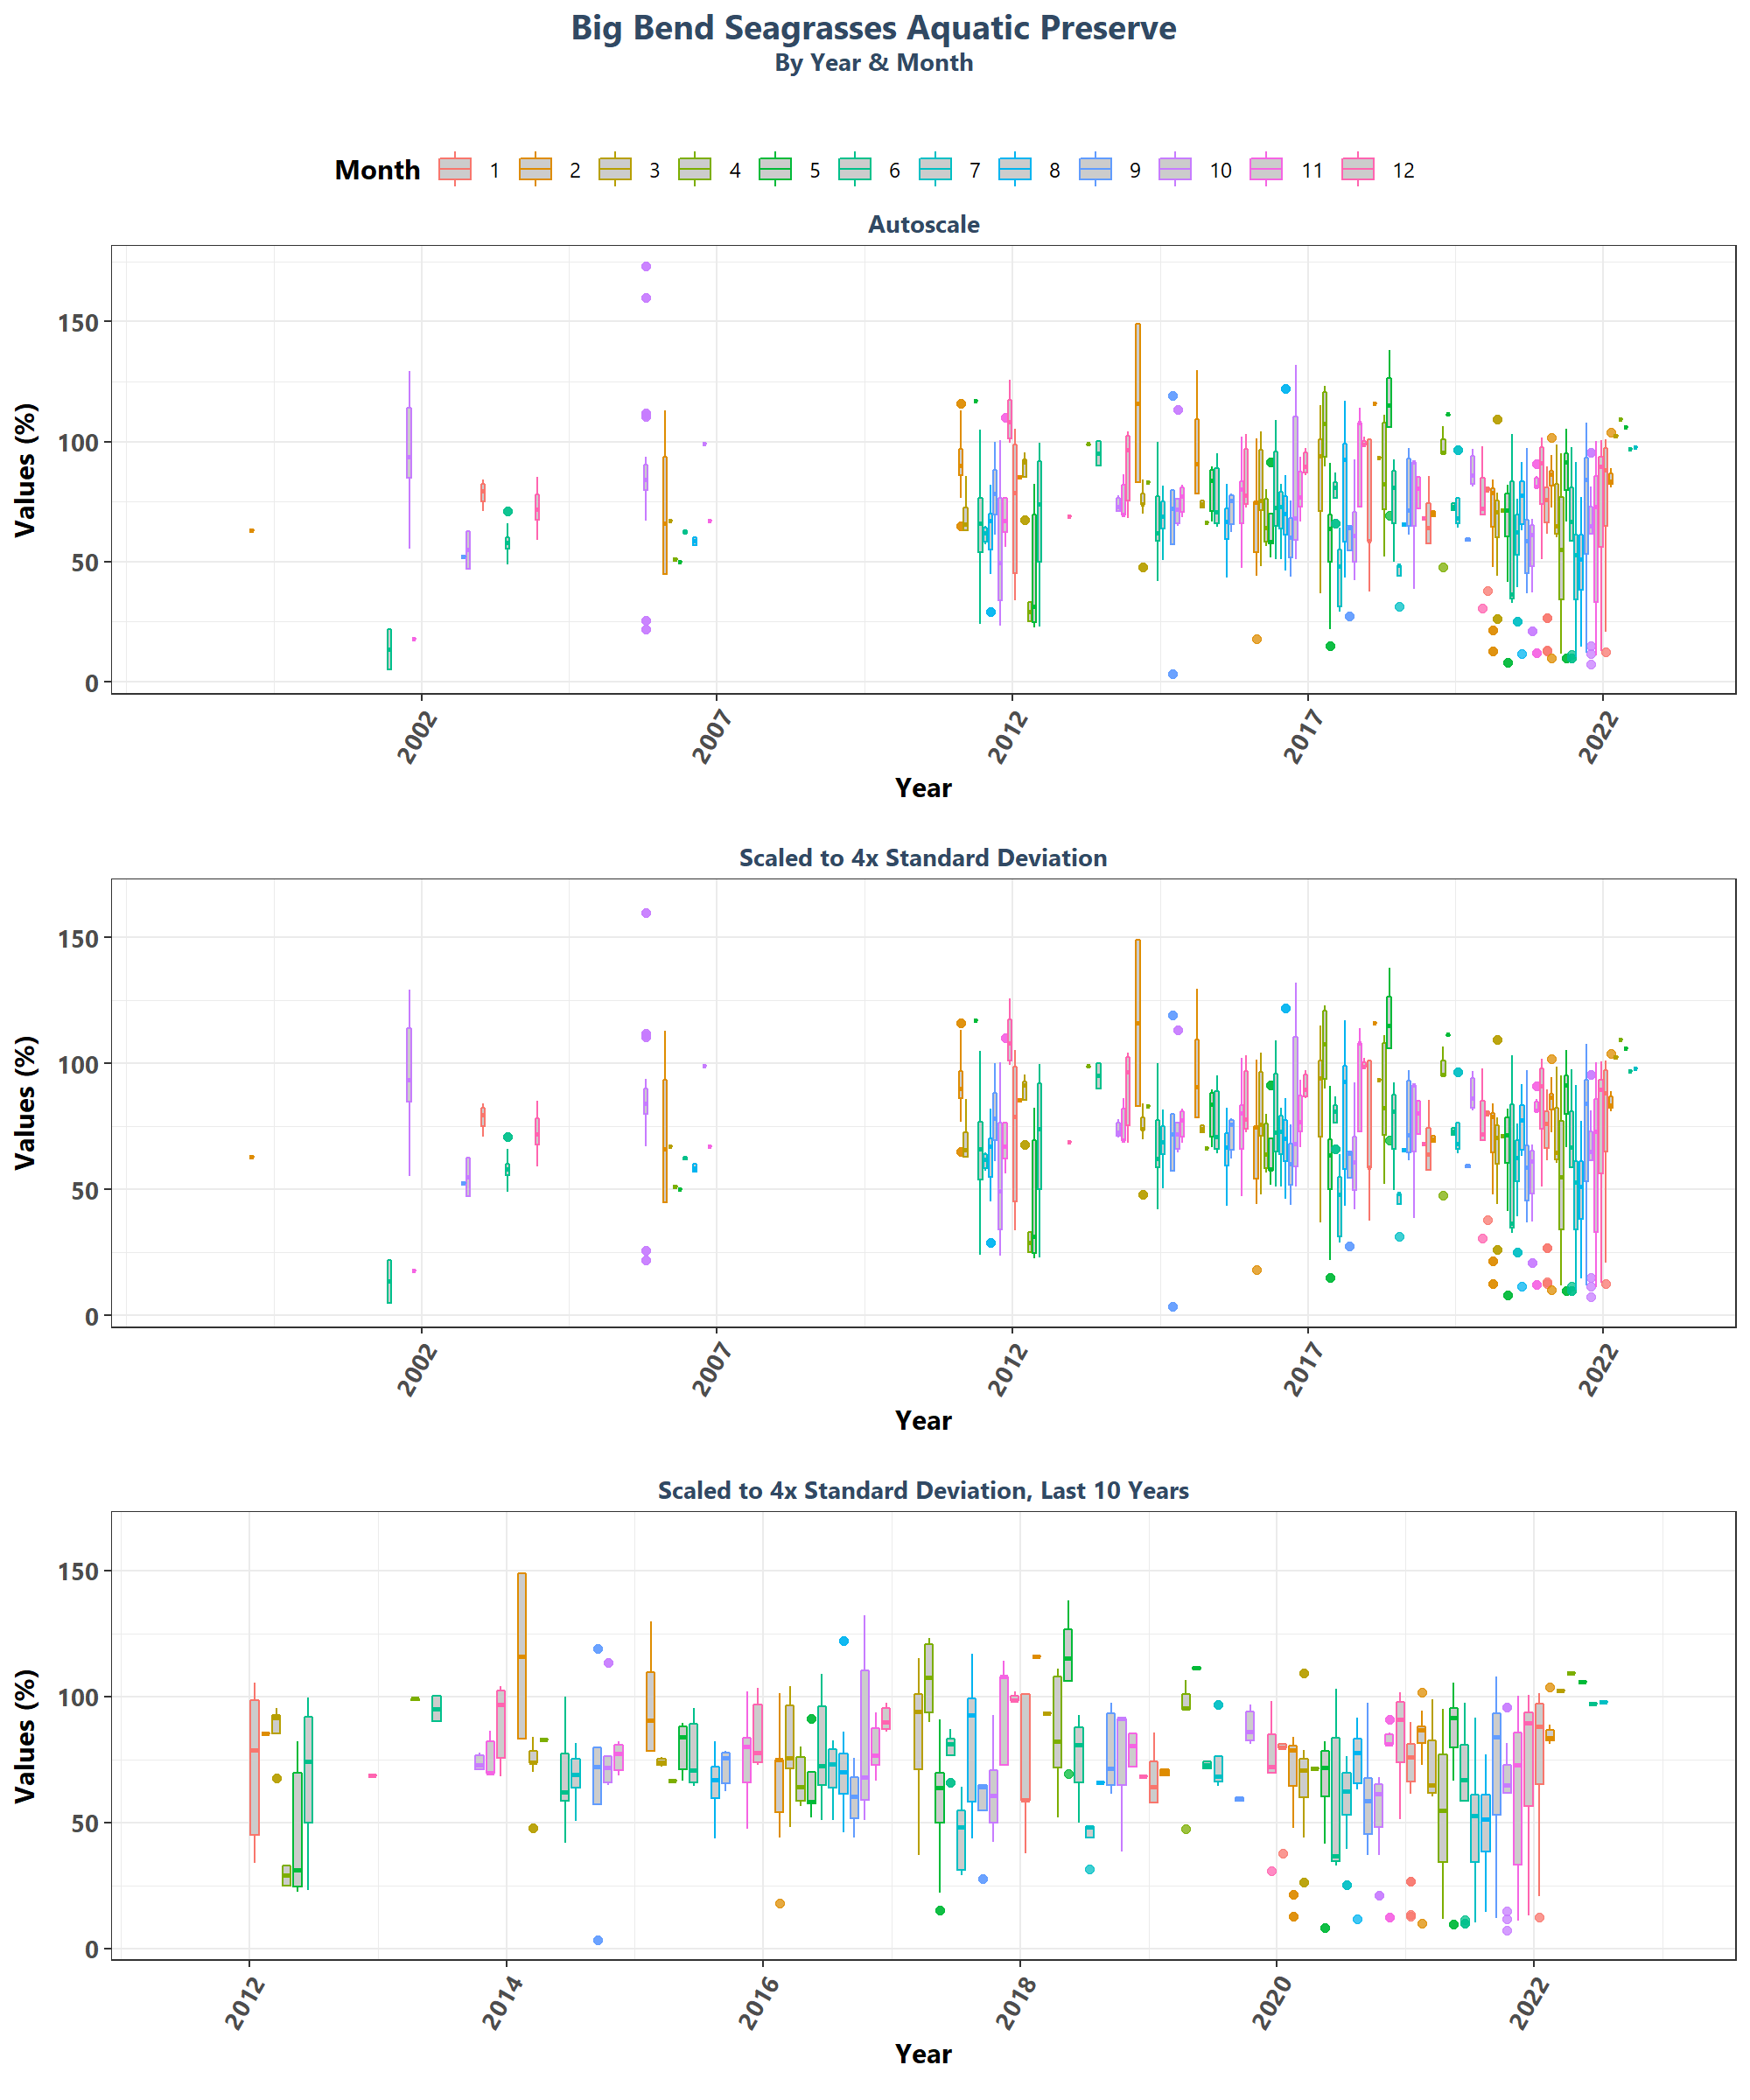 Big Bend Seagrasses Aquatic Preserve
By Year & Month
Month 1 2 3 4 5 6 7 8 9 10 11 12
Autoscale
Values (%)
150
100
50
0
2002 2007 2012 2017 2022
Year
Scaled to 4x Standard Deviation
Values (%)
150
100
50
0
2002 2007 2012 2017 2022
Year
Scaled to 4x Standard Deviation, Last 10 Years
Values (%)
150
100
50
0
2012 2014 2016 2018 2020 2022
Year